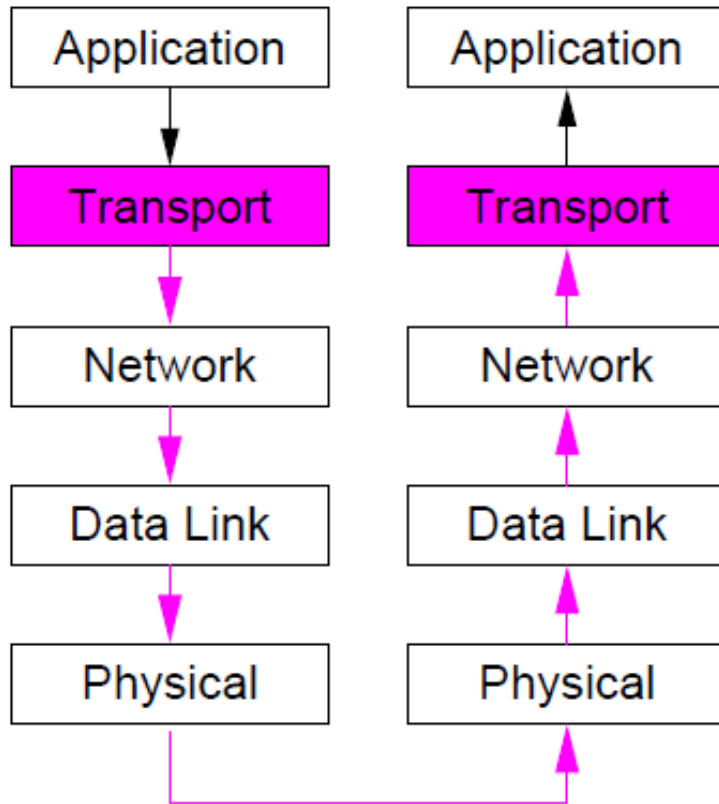 Application
Application
Transport
Transport
Network
Network
Data Link
Data Link
Physical
Physical